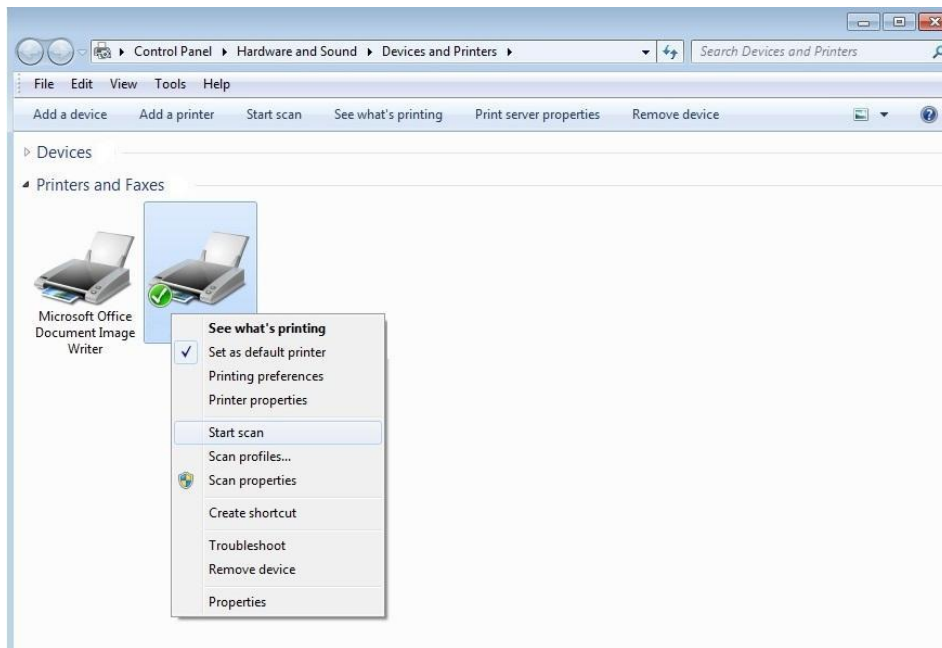 Control Panel Hardware and Sound Devices and Printers Search Devices and Printers
File Edit View Tools Help
Add a device Add a printer Start scan See what's printing Print server properties Remove device
Devices
Printers and Faxes
Microsoft Office
Document Image
Writer
See what's printing
Set as default printer
Printing preferences
Printer properties
Start scan
Scan profiles...
Scan properties
Create shortcut
Troubleshoot
Remove device
Properties